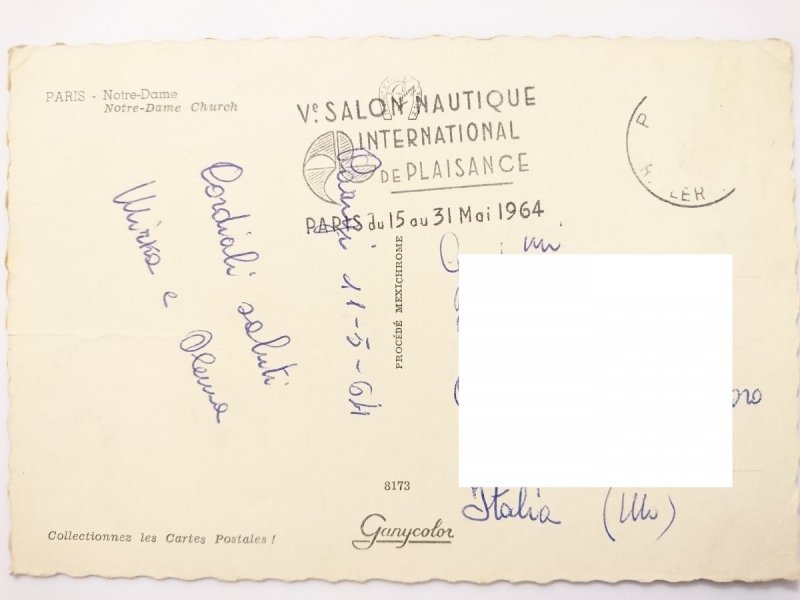 PARIS - Notre-Dame
Notre-Dame Church
Vᵉ SALON NAUTIQUE
INTERNATIONAL
DE PLAISANCE
PARIS du 15 au 31 Mai 1964
Parigi 11-5-64
Cordiali saluti
Mirka e
PROCÉDÉ MEXICHROME
Italia
8173
Ganycolor
Collectionnez les Cartes Postales !